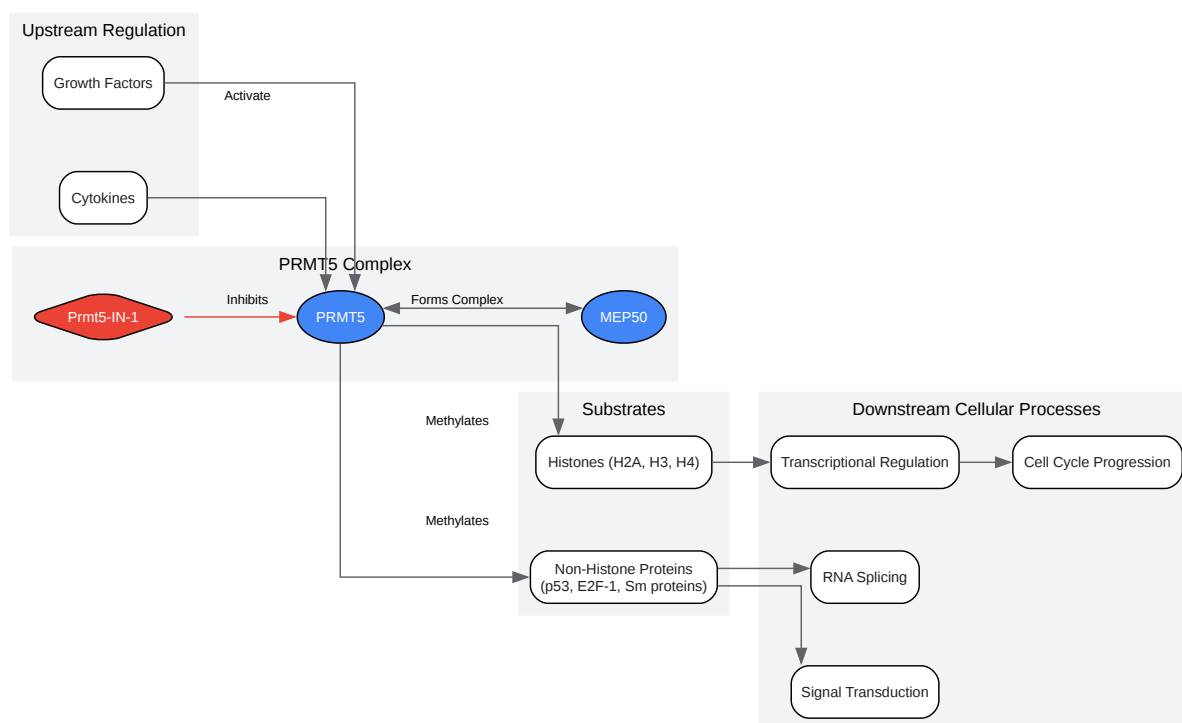 Upstream Regulation
Growth Factors
Activate
Cytokines
PRMT5 Complex
Prmt5-IN-1
Inhibits
PRMT5
Forms Complex
MEP50
Methylates
Substrates
Histones (H2A, H3, H4)
Methylates
Non-Histone Proteins
(p53, E2F-1, Sm proteins)
Downstream Cellular Processes
Transcriptional Regulation
Cell Cycle Progression
RNA Splicing
Signal Transduction